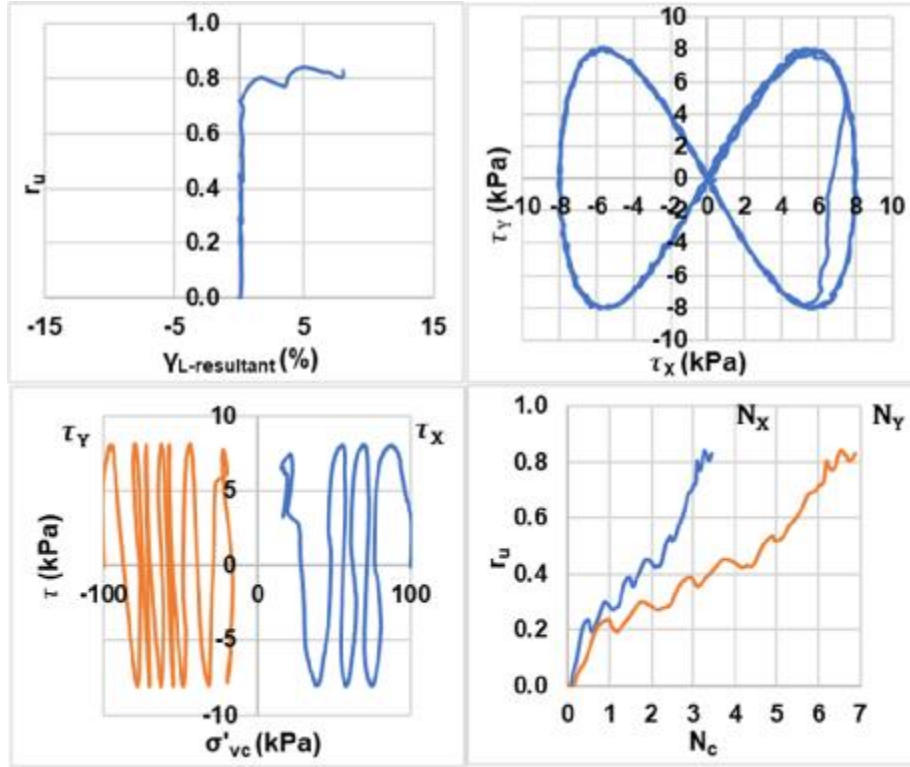 1.0
0.8
0.6
0.4
0.2
0.0
-15 -5 5 15
r_u
γ_L-resultant (%)
10
8
6
4
2
0
-2
-4
-6
-8
-10
-10 -8 -6 -4 -2 0 2 4 6 8 10
τ_Y (kPa)
τ_X (kPa)
τ_Y
τ_X
10
5
0
-5
-10
-100 0 100
τ (kPa)
σ'_vc (kPa)
N_X N_Y
0.8
0.6
0.4
0.2
0.0
0 1 2 3 4 5 6 7
r_u
N_c